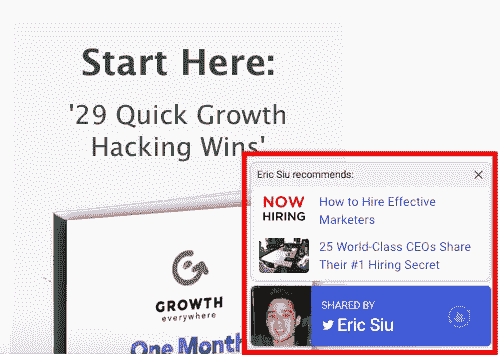 Start Here:
'29 Quick Growth
Hacking Wins'
Eric Siu recommends:
NOW
HIRING
How to Hire Effective
Marketers
25 World-Class CEOs Share
Their #1 Hiring Secret
GROWTH
everywhere
One Month
SHARED BY
Eric Siu